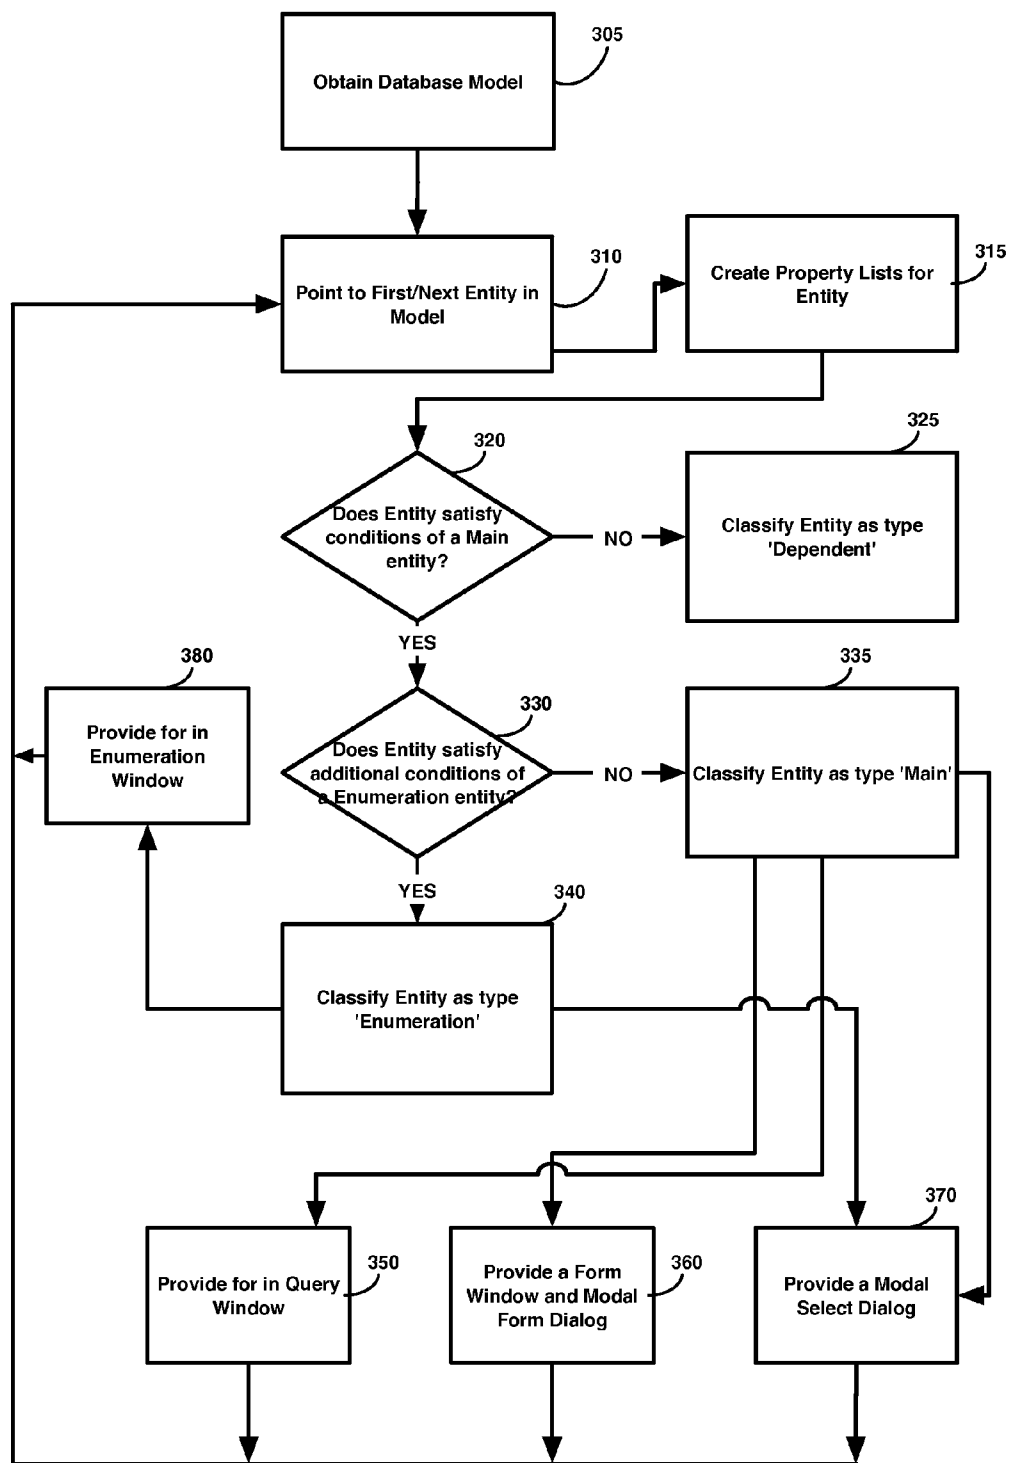 305
Obtain Database Model
310
Point to First/Next Entity in
Model
315
Create Property Lists for
Entity
320
Does Entity satisfy
conditions of a Main
entity?
NO
325
Classify Entity as type
'Dependent'
YES
380
Provide for in
Enumeration
Window
330
Does Entity satisfy
additional conditions of
a Enumeration entity?
NO
335
Classify Entity as type 'Main'
YES
340
Classify Entity as type
'Enumeration'
350
Provide for in Query
Window
360
Provide a Form
Window and Modal
Form Dialog
370
Provide a Modal
Select Dialog